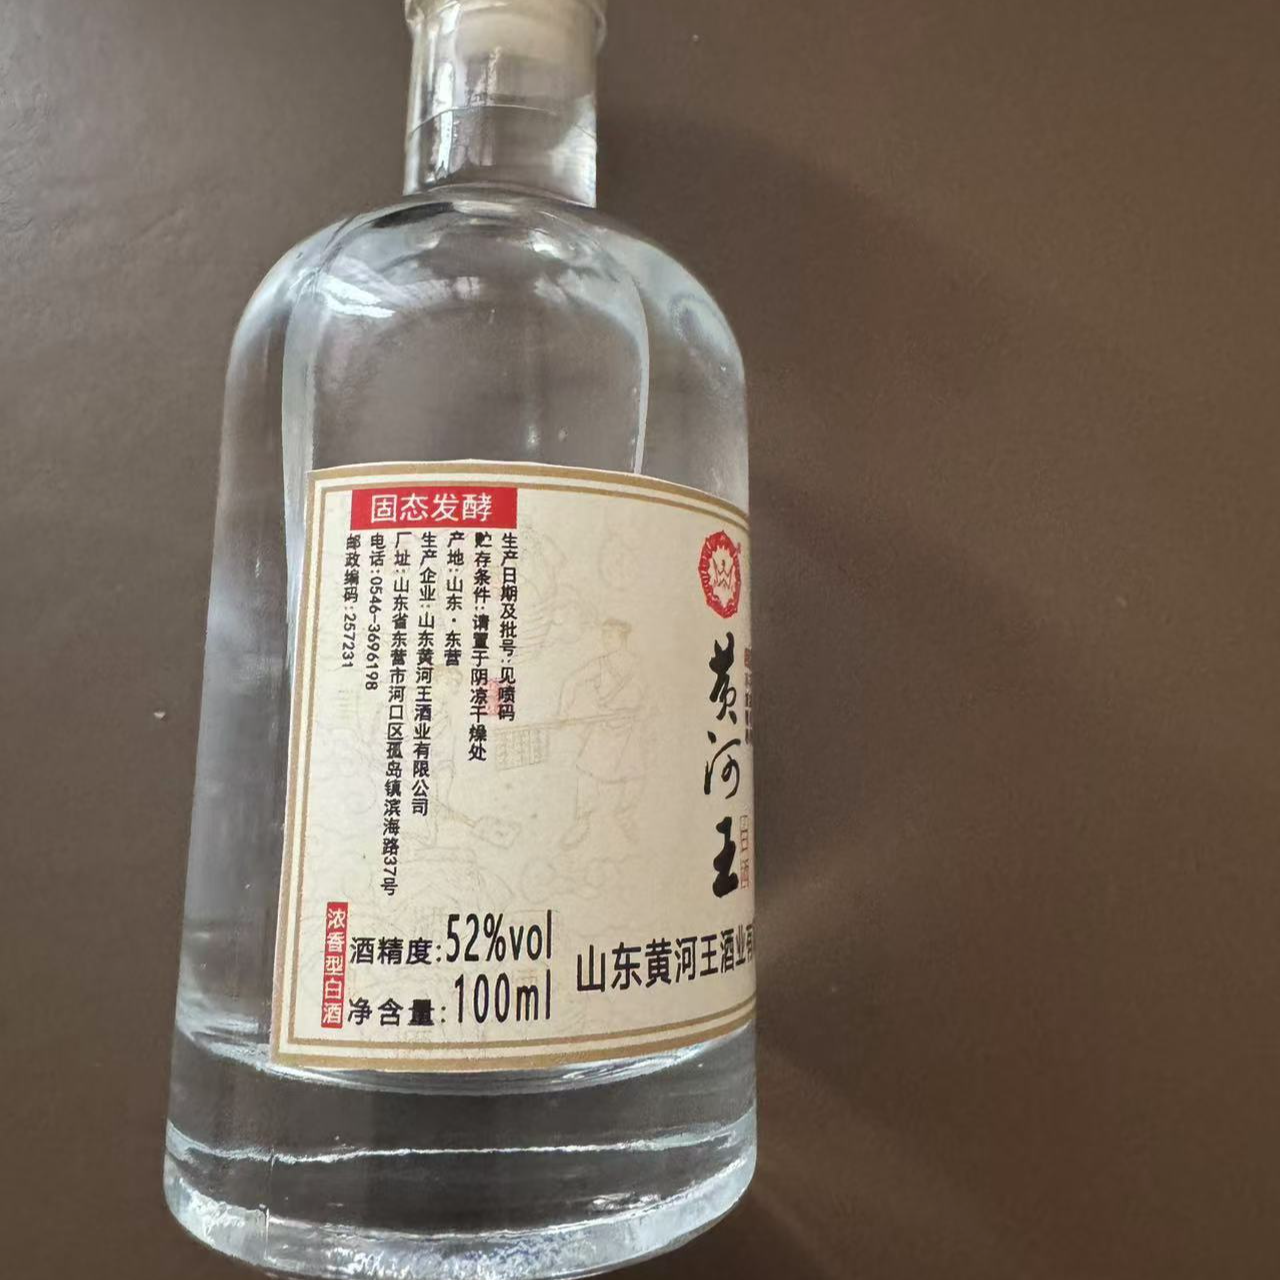 固态发酵
生产日期及批号:见喷码
贮存条件:请置于阴凉干燥处
产地:山东·东营
生产企业:山东黄河王酒业有限公司
厂址:山东省东营市河口区孤岛镇滨海路37号
电话:0546-3696198
邮政编码:257231
浓香型白酒
酒精度:52%vol
净含量:100ml
黄河王
白酒
山东黄河王酒业有